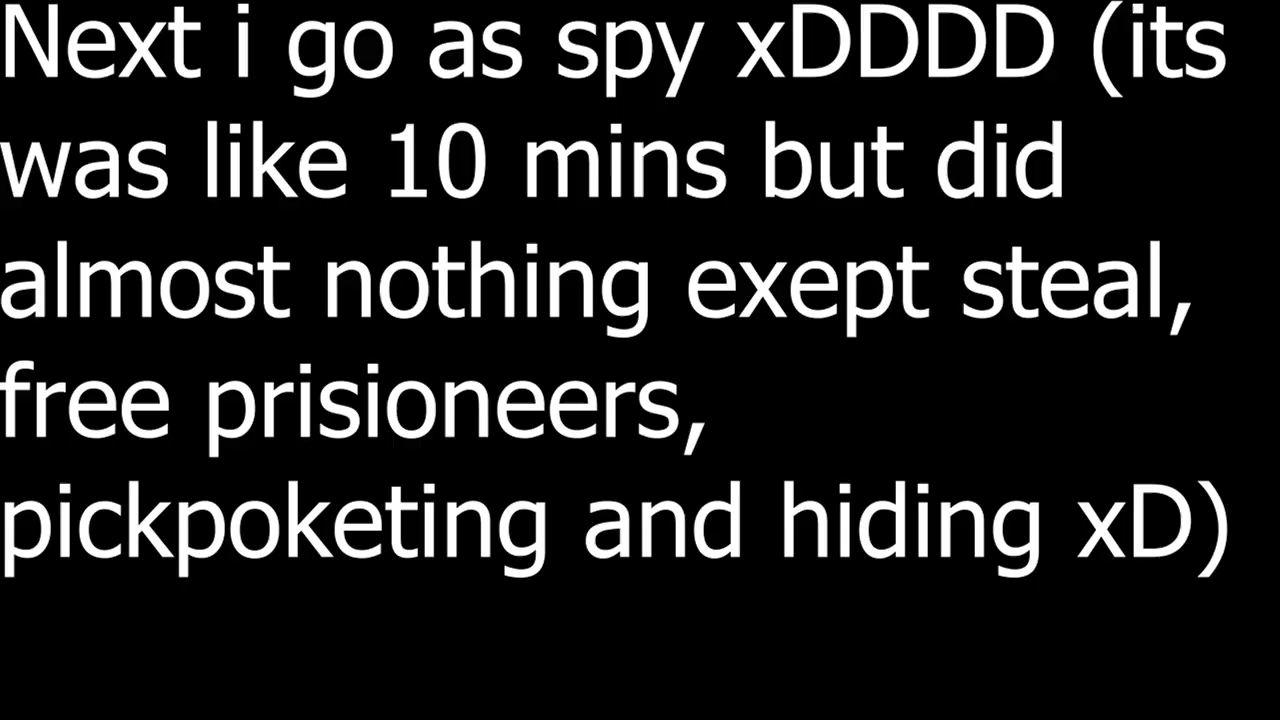 Next i go as spy xDDDD (its
was like 10 mins but did
almost nothing exept steal,
free prisioneers,
pickpoketing and hiding xD)